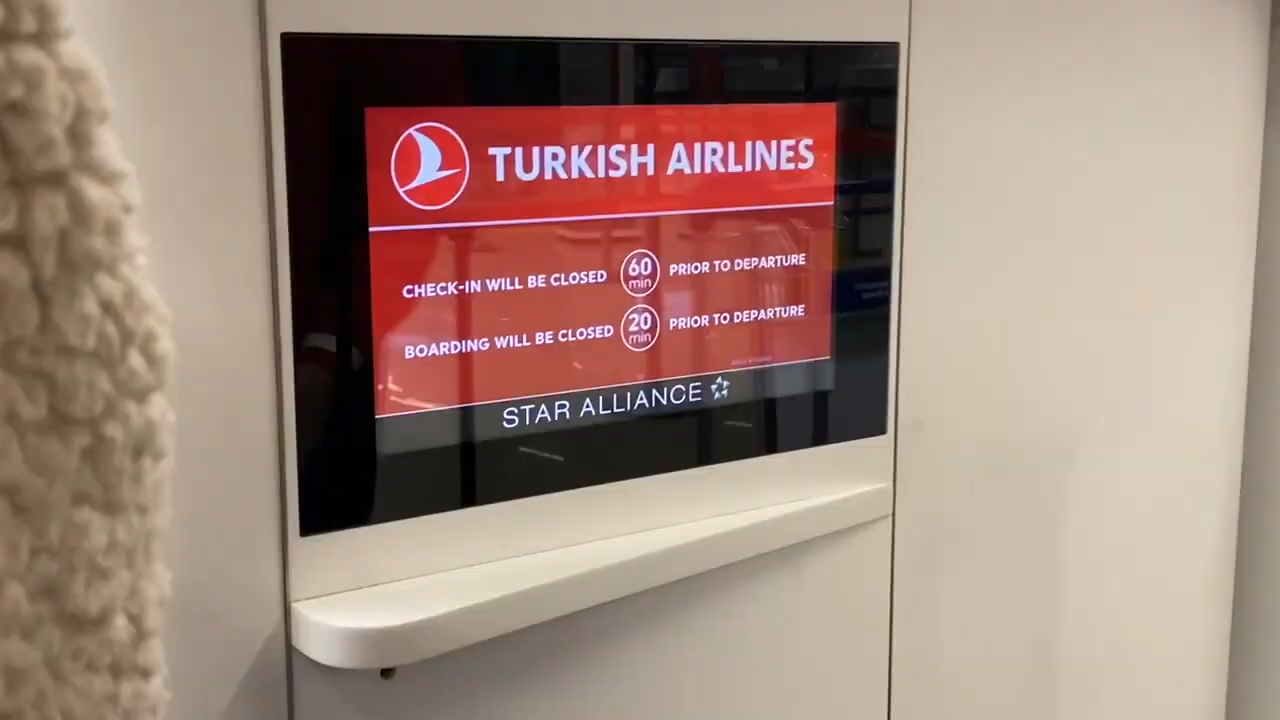 TURKISH AIRLINES
CHECK-IN WILL BE CLOSED 60 min PRIOR TO DEPARTURE
BOARDING WILL BE CLOSED 20 min PRIOR TO DEPARTURE
STAR ALLIANCE